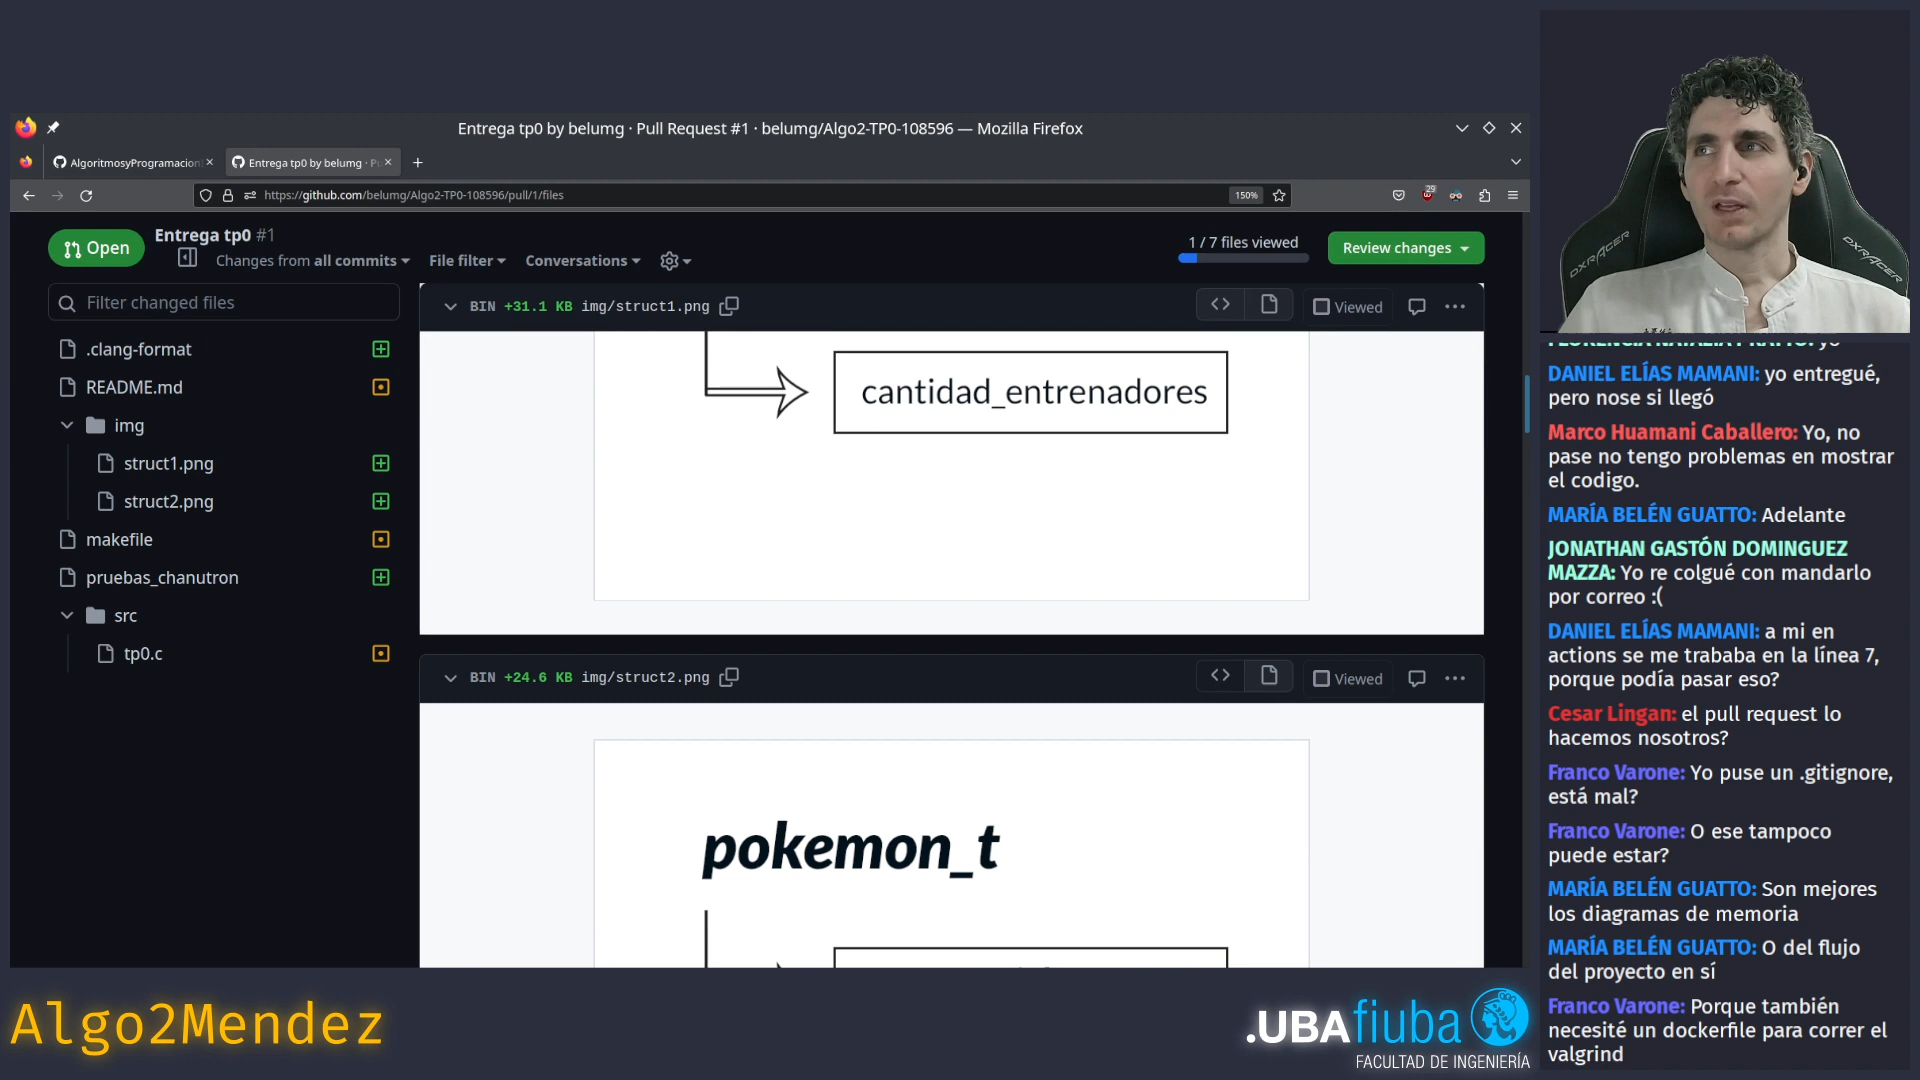 Entrega tp0 by belumg · Pull Request #1 · belumg/Algo2-TP0-108596 — Mozilla Firefox
AlgoritmosyProgramacion
Entrega tp0 by belumg · Pu
https://github.com/belumg/Algo2-TP0-108596/pull/1/files
150%
29
Open
Entrega tp0 #1
Changes from all commits
File filter
Conversations
1 / 7 files viewed
Review changes
Filter changed files
.clang-format
README.md
img
struct1.png
struct2.png
makefile
pruebas_chanutron
src
tp0.c
BIN +31.1 KB img/struct1.png
Viewed
cantidad_entrenadores
BIN +24.6 KB img/struct2.png
Viewed
pokemon_t
DXRACER
DXRACER
DANIEL ELÍAS MAMANI: yo entregué,
pero nose si llegó
Marco Huamani Caballero: Yo, no
pase no tengo problemas en mostrar
el codigo.
MARÍA BELÉN GUATTO: Adelante
JONATHAN GASTÓN DOMINGUEZ
MAZZA: Yo re colgué con mandarlo
por correo :(
DANIEL ELÍAS MAMANI: a mi en
actions se me trababa en la línea 7,
porque podía pasar eso?
Cesar Lingan: el pull request lo
hacemos nosotros?
Franco Varone: Yo puse un .gitignore,
está mal?
Franco Varone: O ese tampoco
puede estar?
MARÍA BELÉN GUATTO: Son mejores
los diagramas de memoria
MARÍA BELÉN GUATTO: O del flujo
del proyecto en sí
Franco Varone: Porque también
necesité un dockerfile para correr el
valgrind
Algo2Mendez
.UBAfiuba
FACULTAD DE INGENIERÍA